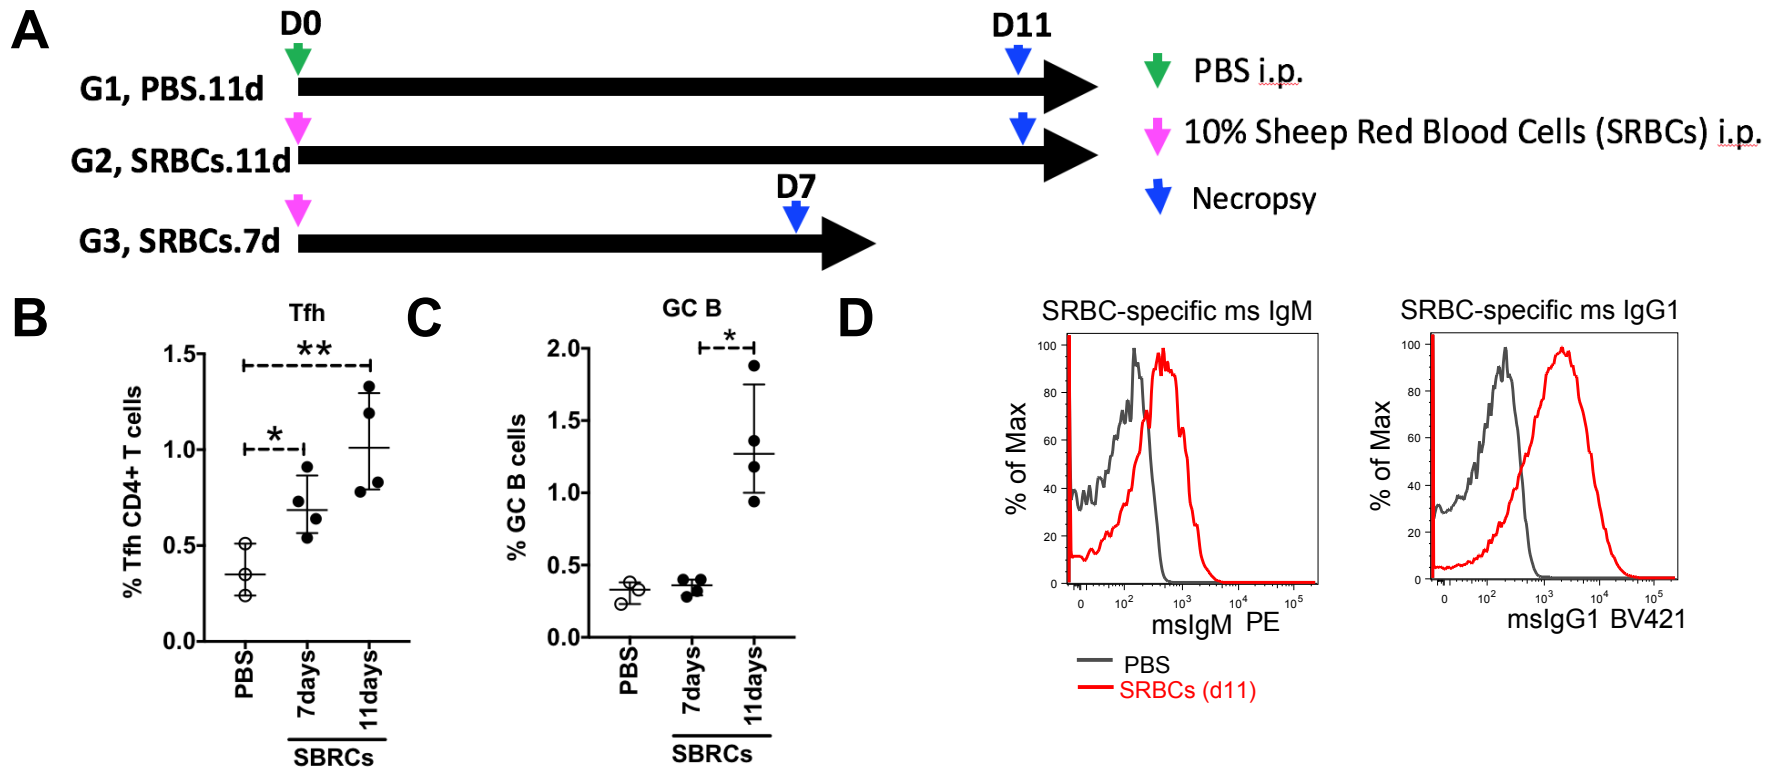 A
D0
D11
G1, PBS.11d
PBS i.p.
G2, SRBCs.11d
10% Sheep Red Blood Cells (SRBCs) i.p.
D7
Necropsy
G3, SRBCs.7d
B
Tfh
% Tfh CD4+ T cells
1.5
1.0
0.5
0.0
**
*
PBS
7days
11days
SBRCs
C
GC B
% GC B cells
2.0
1.5
1.0
0.5
0.0
*
PBS
7days
11days
SBRCs
D
SRBC-specific ms IgM
% of Max
100
80
60
40
20
0
0 10² 10³ 10⁴ 10⁵
msIgM PE
SRBC-specific ms IgG1
% of Max
100
80
60
40
20
0
0 10² 10³ 10⁴ 10⁵
msIgG1 BV421
PBS
SRBCs (d11)